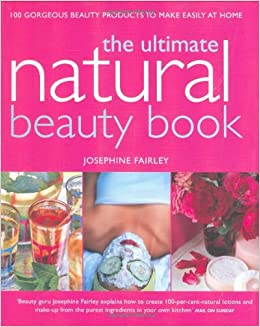 100 GORGEOUS BEAUTY PRODUCTS TO MAKE EASILY AT HOME
the ultimate
natural
beauty book
JOSEPHINE FAIRLEY
'Beauty guru Josephine Fairley explains how to create 100-per-cent-natural lotions and
make-up from the purest ingredients in your own kitchen' MAIL ON SUNDAY